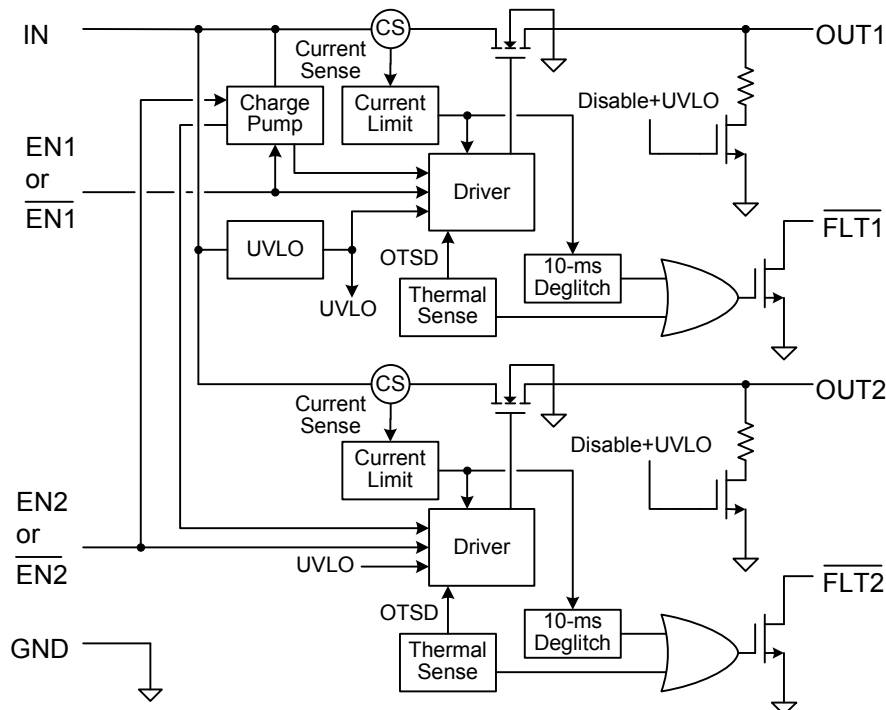 IN
CS
OUT1
Current
Sense
Charge
Pump
Current
Limit
Disable+UVLO
EN1
or
EN1
Driver
FLT1
UVLO
OTSD
10-ms
Deglitch
UVLO
Thermal
Sense
CS
OUT2
Current
Sense
Current
Limit
Disable+UVLO
EN2
or
EN2
Driver
UVLO
FLT2
OTSD
10-ms
Deglitch
GND
Thermal
Sense